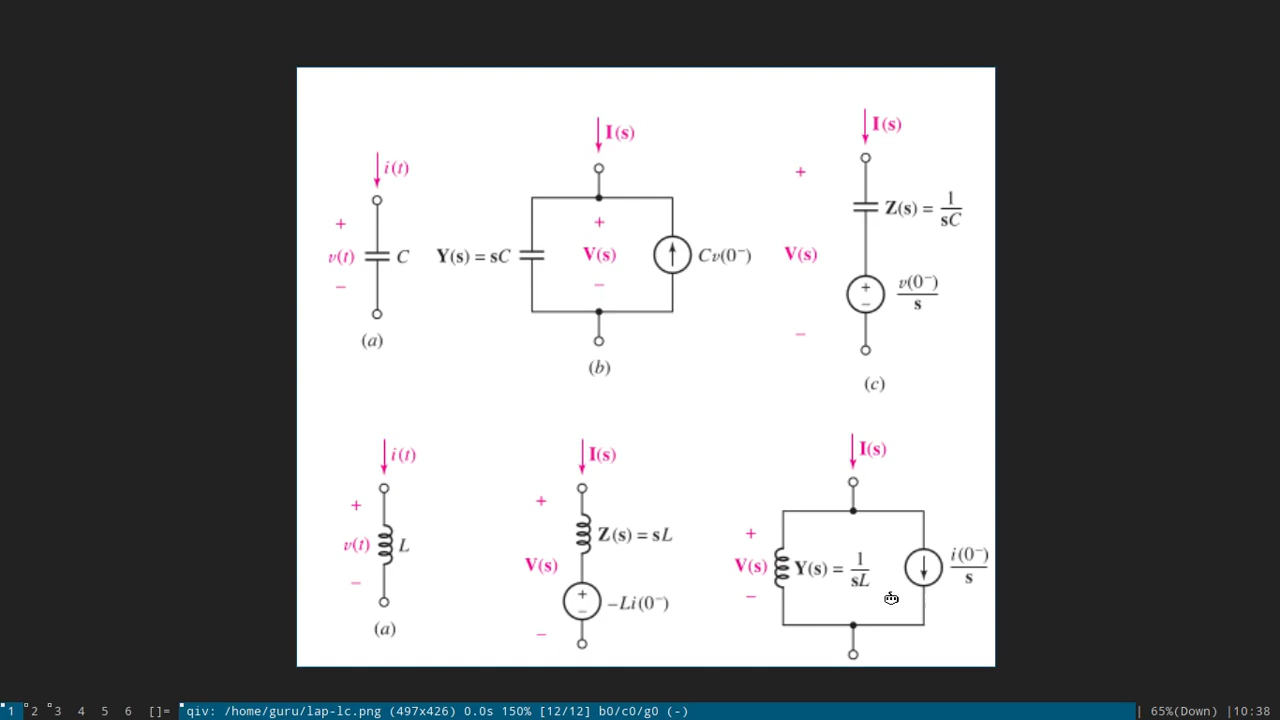 I(s)
I(s)
i(t)
+
+
Z(s) = 1/sC
+
v(t) C
Y(s) = sC
V(s)
Cv(0⁻)
V(s)
−
−
+
−
v(0⁻)/s
−
(a)
(b)
(c)
i(t)
I(s)
I(s)
+
+
Z(s) = sL
+
v(t) L
V(s)
V(s)
Y(s) = 1/sL
i(0⁻)/s
−
+
−
−Li(0⁻)
−
−
(a)
1 2 3 4 5 6 []= qiv: /home/guru/lap-lc.png (497x426) 0.0s 150% [12/12] b0/c0/g0 (-) | 65%(Down) |10:38